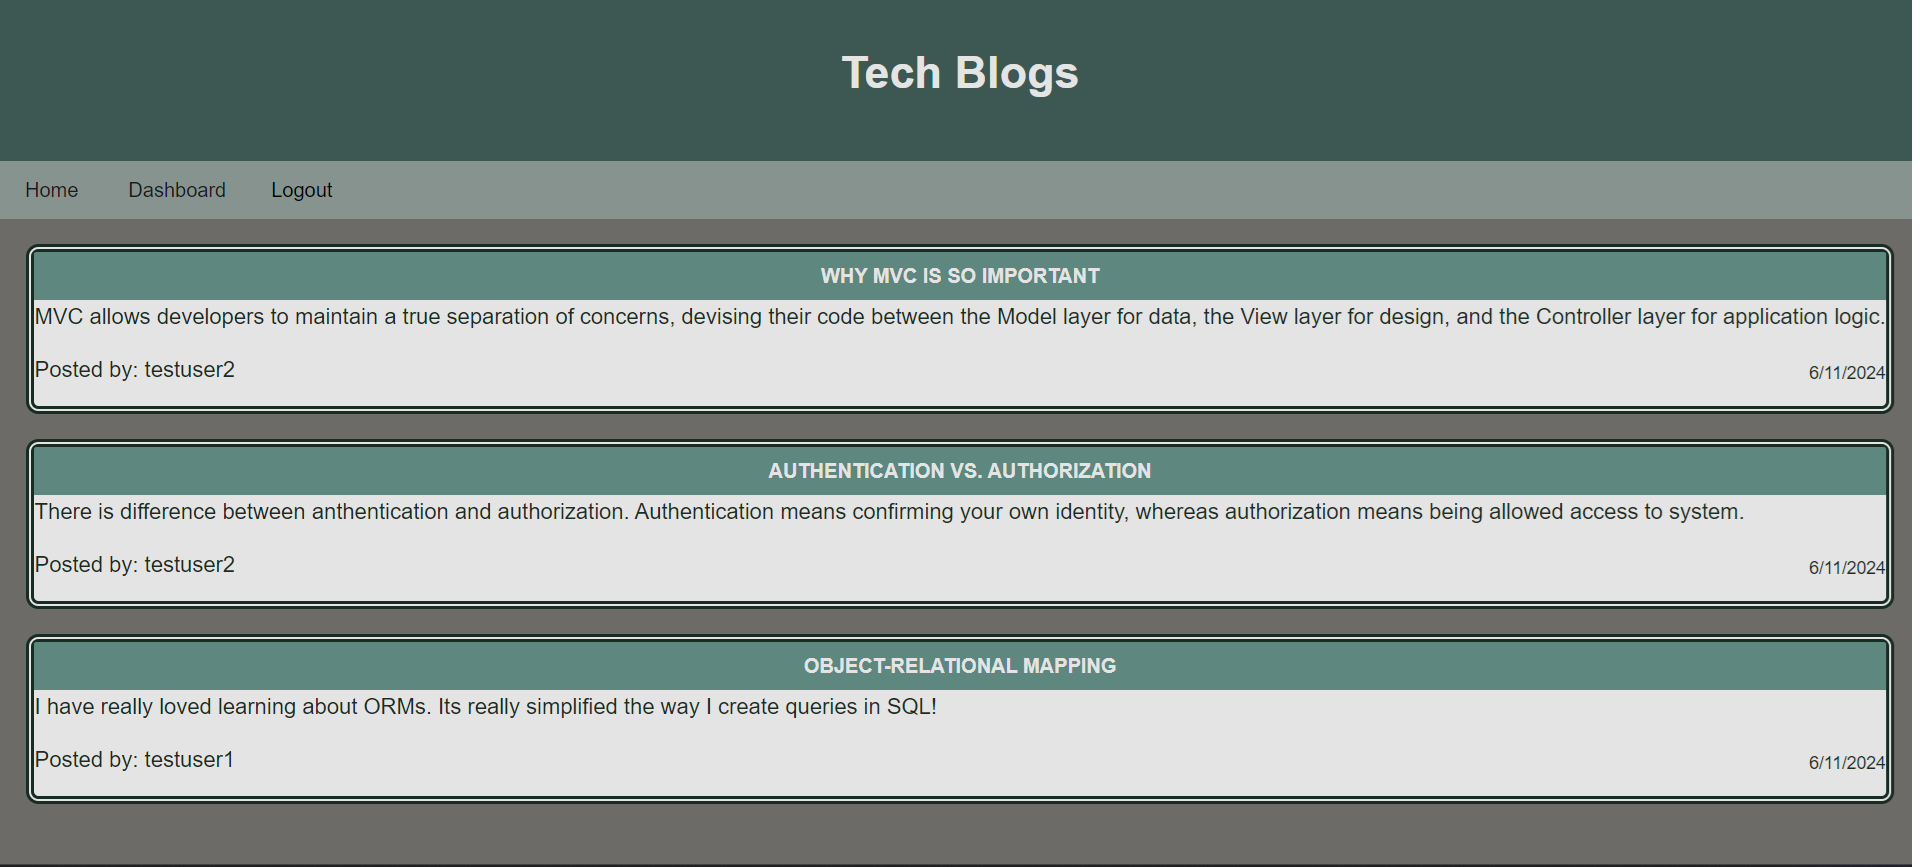 Tech Blogs
Home Dashboard Logout
WHY MVC IS SO IMPORTANT
MVC allows developers to maintain a true separation of concerns, devising their code between the Model layer for data, the View layer for design, and the Controller layer for application logic.
Posted by: testuser2 6/11/2024
AUTHENTICATION VS. AUTHORIZATION
There is difference between anthentication and authorization. Authentication means confirming your own identity, whereas authorization means being allowed access to system.
Posted by: testuser2 6/11/2024
OBJECT-RELATIONAL MAPPING
I have really loved learning about ORMs. Its really simplified the way I create queries in SQL!
Posted by: testuser1 6/11/2024